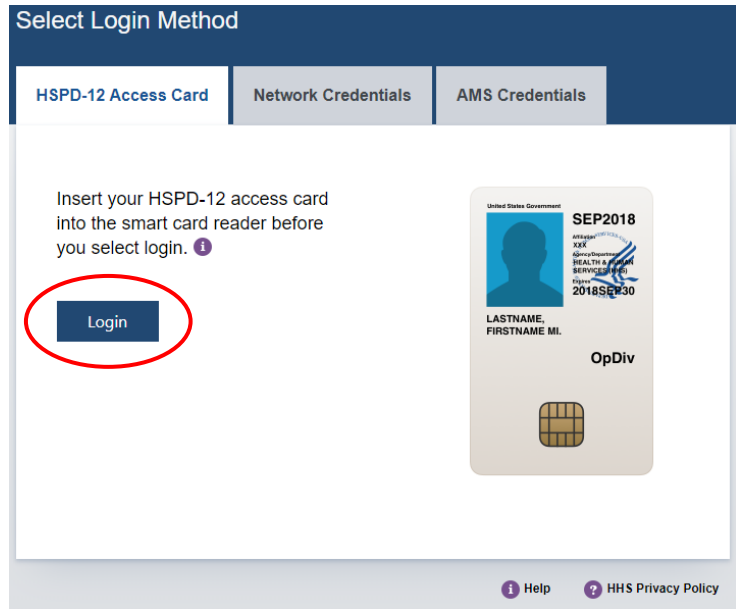 Select Login Method
HSPD-12 Access Card
Network Credentials
AMS Credentials
Insert your HSPD-12 access card
into the smart card reader before
you select login.
Login
United States Government
SEP2018
Affiliation
XXX
Agency/Department
HEALTH & HUMAN
SERVICES (HHS)
Expires
2018SEP30
LASTNAME,
FIRSTNAME MI.
OpDiv
Help
HHS Privacy Policy